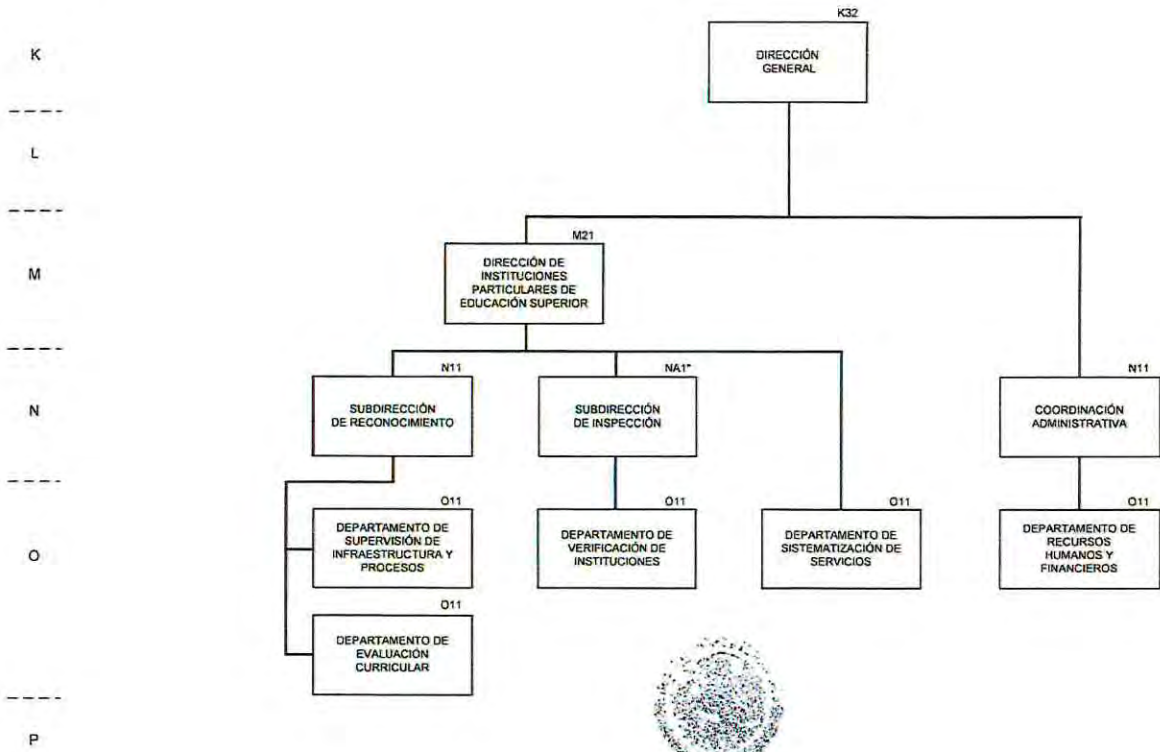 K32
K
DIRECCIÓN
GENERAL
L
M21
M
DIRECCIÓN DE
INSTITUCIONES
PARTICULARES DE
EDUCACIÓN SUPERIOR
N11
NA1*
N11
N
SUBDIRECCIÓN
DE RECONOCIMIENTO
SUBDIRECCIÓN
DE INSPECCIÓN
COORDINACIÓN
ADMINISTRATIVA
O11
O11
O11
O11
O
DEPARTAMENTO DE
SUPERVISIÓN DE
INFRAESTRUCTURA Y
PROCESOS
DEPARTAMENTO DE
VERIFICACIÓN DE
INSTITUCIONES
DEPARTAMENTO DE
SISTEMATIZACIÓN DE
SERVICIOS
DEPARTAMENTO DE
RECURSOS
HUMANOS Y
FINANCIEROS
O11
DEPARTAMENTO DE
EVALUACIÓN
CURRICULAR
P